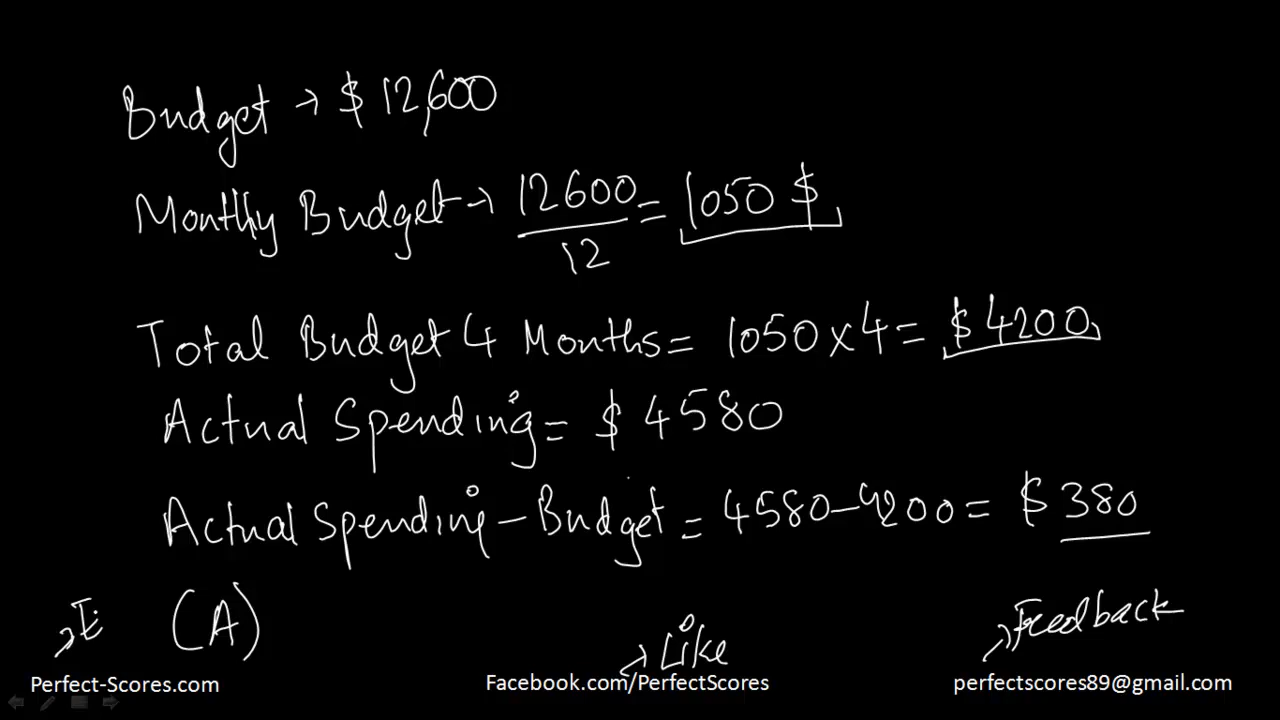 Budget → $ 12,600
Monthly Budget → 12600/12 = 1050 $
Total Budget 4 Months = 1050 x 4 = $ 4200
Actual Spending = $ 4580
Actual Spending - Budget = 4580 - 4200 = $ 380
(A)
→ Like
→ Feedback
Perfect-Scores.com
Facebook.com/PerfectScores
perfectscores89@gmail.com